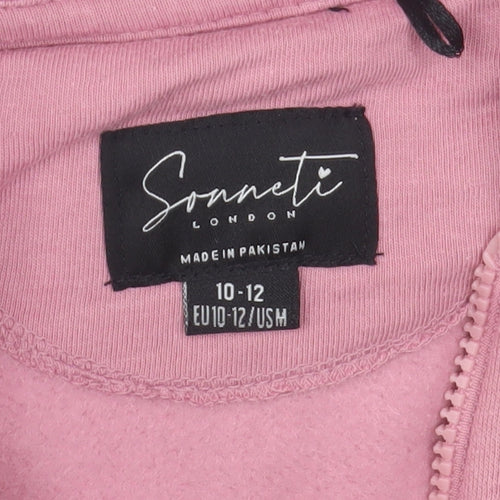 Sonneti
LONDON
MADE IN PAKISTAN
10-12
EU10-12/USM